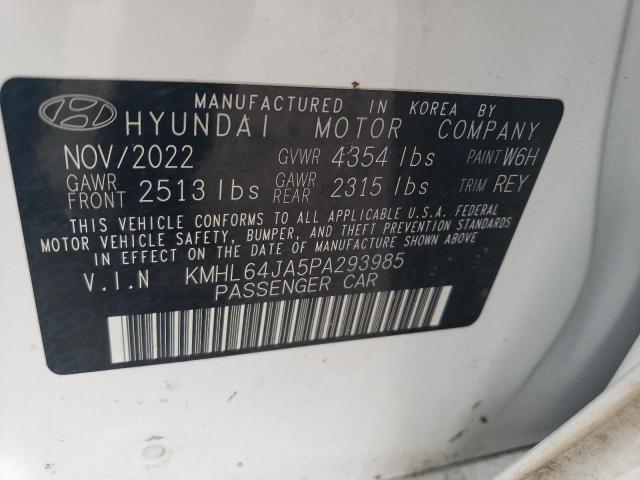 MANUFACTURED IN KOREA BY
HYUNDAI MOTOR COMPANY
NOV/2022 GVWR 4354 lbs PAINT W6H
GAWR FRONT 2513 lbs GAWR REAR 2315 lbs TRIM REY
THIS VEHICLE CONFORMS TO ALL APPLICABLE U.S.A. FEDERAL
MOTOR VEHICLE SAFETY, BUMPER, AND THEFT PREVENTION STANDARDS
IN EFFECT ON THE DATE OF MANUFACTURE SHOWN ABOVE.
V.I.N KMHL64JA5PA293985
PASSENGER CAR